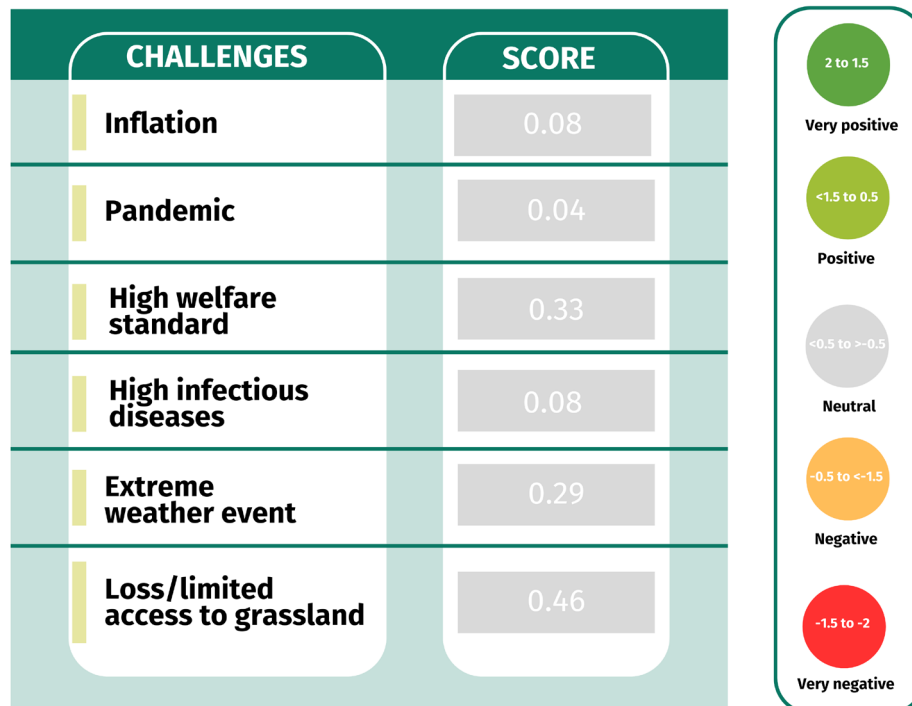 CHALLENGES
SCORE
Inflation
0.08
Pandemic
0.04
High welfare
standard
0.33
High infectious
diseases
0.08
Extreme
weather event
0.29
Loss/limited
access to grassland
0.46
2 to 1.5
Very positive
<1.5 to 0.5
Positive
<0.5 to >-0.5
Neutral
-0.5 to <-1.5
Negative
-1.5 to -2
Very negative